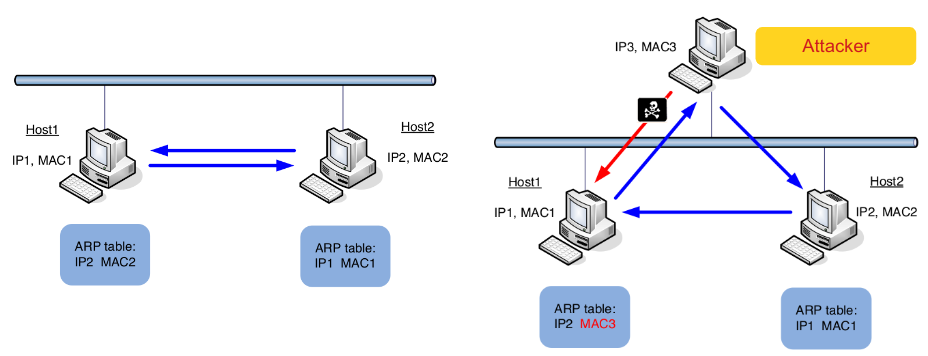 Host1
IP1, MAC1
Host2
IP2, MAC2
ARP table:
IP2 MAC2
ARP table:
IP1 MAC1
IP3, MAC3
Attacker
Host1
IP1, MAC1
Host2
IP2, MAC2
ARP table:
IP2 MAC3
ARP table:
IP1 MAC1